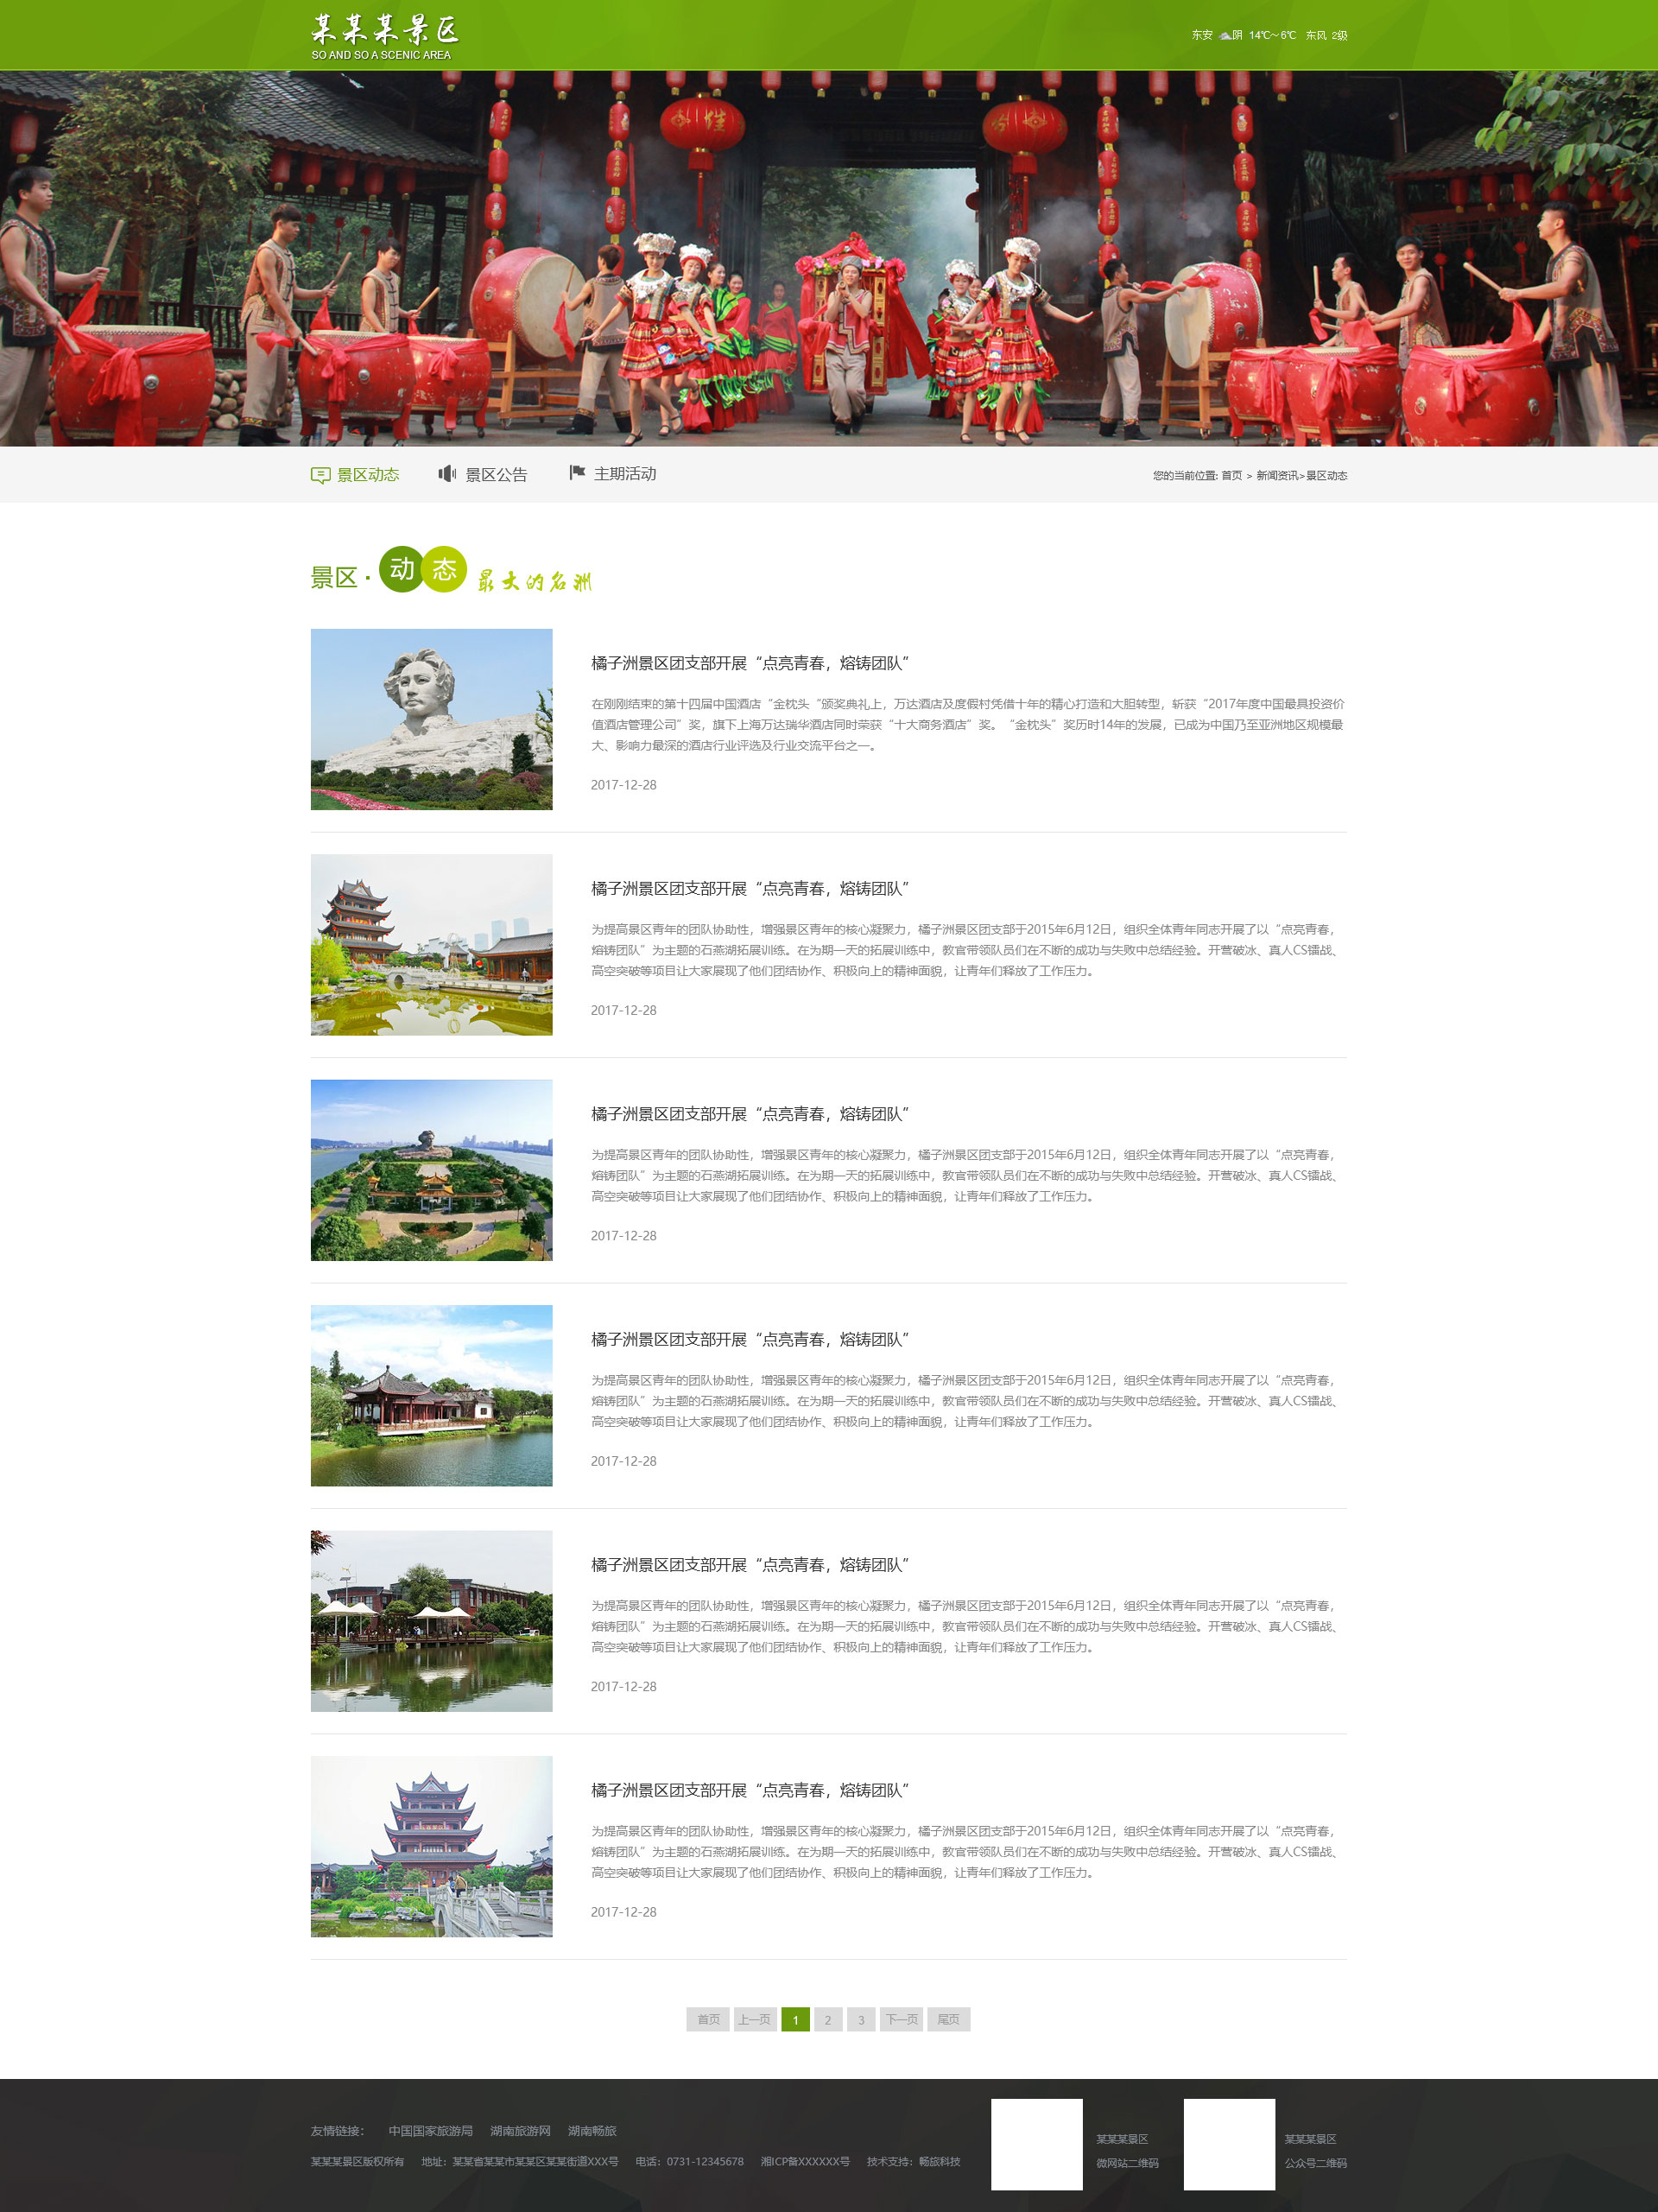 某某某景区
SO AND SO A SCENIC AREA
东安 阴 14℃～6℃ 东风 2级
景区动态 景区公告 主期活动
您的当前位置: 首页 > 新闻资讯>景区动态
景区·动态 最大的名洲
橘子洲景区团支部开展“点亮青春，熔铸团队”
在刚刚结束的第十四届中国酒店“金枕头“颁奖典礼上，万达酒店及度假村凭借十年的精心打造和大胆转型，斩获“2017年度中国最具投资价
值酒店管理公司”奖，旗下上海万达瑞华酒店同时荣获“十大商务酒店”奖。“金枕头”奖历时14年的发展，已成为中国乃至亚洲地区规模最
大、影响力最深的酒店行业评选及行业交流平台之一。
2017-12-28
橘子洲景区团支部开展“点亮青春，熔铸团队”
为提高景区青年的团队协助性，增强景区青年的核心凝聚力，橘子洲景区团支部于2015年6月12日，组织全体青年同志开展了以“点亮青春，
熔铸团队”为主题的石燕湖拓展训练。在为期一天的拓展训练中，教官带领队员们在不断的成功与失败中总结经验。开营破冰、真人CS镭战、
高空突破等项目让大家展现了他们团结协作、积极向上的精神面貌，让青年们释放了工作压力。
2017-12-28
橘子洲景区团支部开展“点亮青春，熔铸团队”
为提高景区青年的团队协助性，增强景区青年的核心凝聚力，橘子洲景区团支部于2015年6月12日，组织全体青年同志开展了以“点亮青春，
熔铸团队”为主题的石燕湖拓展训练。在为期一天的拓展训练中，教官带领队员们在不断的成功与失败中总结经验。开营破冰、真人CS镭战、
高空突破等项目让大家展现了他们团结协作、积极向上的精神面貌，让青年们释放了工作压力。
2017-12-28
橘子洲景区团支部开展“点亮青春，熔铸团队”
为提高景区青年的团队协助性，增强景区青年的核心凝聚力，橘子洲景区团支部于2015年6月12日，组织全体青年同志开展了以“点亮青春，
熔铸团队”为主题的石燕湖拓展训练。在为期一天的拓展训练中，教官带领队员们在不断的成功与失败中总结经验。开营破冰、真人CS镭战、
高空突破等项目让大家展现了他们团结协作、积极向上的精神面貌，让青年们释放了工作压力。
2017-12-28
橘子洲景区团支部开展“点亮青春，熔铸团队”
为提高景区青年的团队协助性，增强景区青年的核心凝聚力，橘子洲景区团支部于2015年6月12日，组织全体青年同志开展了以“点亮青春，
熔铸团队”为主题的石燕湖拓展训练。在为期一天的拓展训练中，教官带领队员们在不断的成功与失败中总结经验。开营破冰、真人CS镭战、
高空突破等项目让大家展现了他们团结协作、积极向上的精神面貌，让青年们释放了工作压力。
2017-12-28
橘子洲景区团支部开展“点亮青春，熔铸团队”
为提高景区青年的团队协助性，增强景区青年的核心凝聚力，橘子洲景区团支部于2015年6月12日，组织全体青年同志开展了以“点亮青春，
熔铸团队”为主题的石燕湖拓展训练。在为期一天的拓展训练中，教官带领队员们在不断的成功与失败中总结经验。开营破冰、真人CS镭战、
高空突破等项目让大家展现了他们团结协作、积极向上的精神面貌，让青年们释放了工作压力。
2017-12-28
首页 上一页 1 2 3 下一页 尾页
友情链接： 中国国家旅游局 湖南旅游网 湖南畅旅
某某某景区版权所有 地址：某某省某某市某某区某某街道XXX号 电话：0731-12345678 湘ICP备XXXXXX号 技术支持：畅旅科技
某某某景区
微网站二维码
某某某景区
公众号二维码